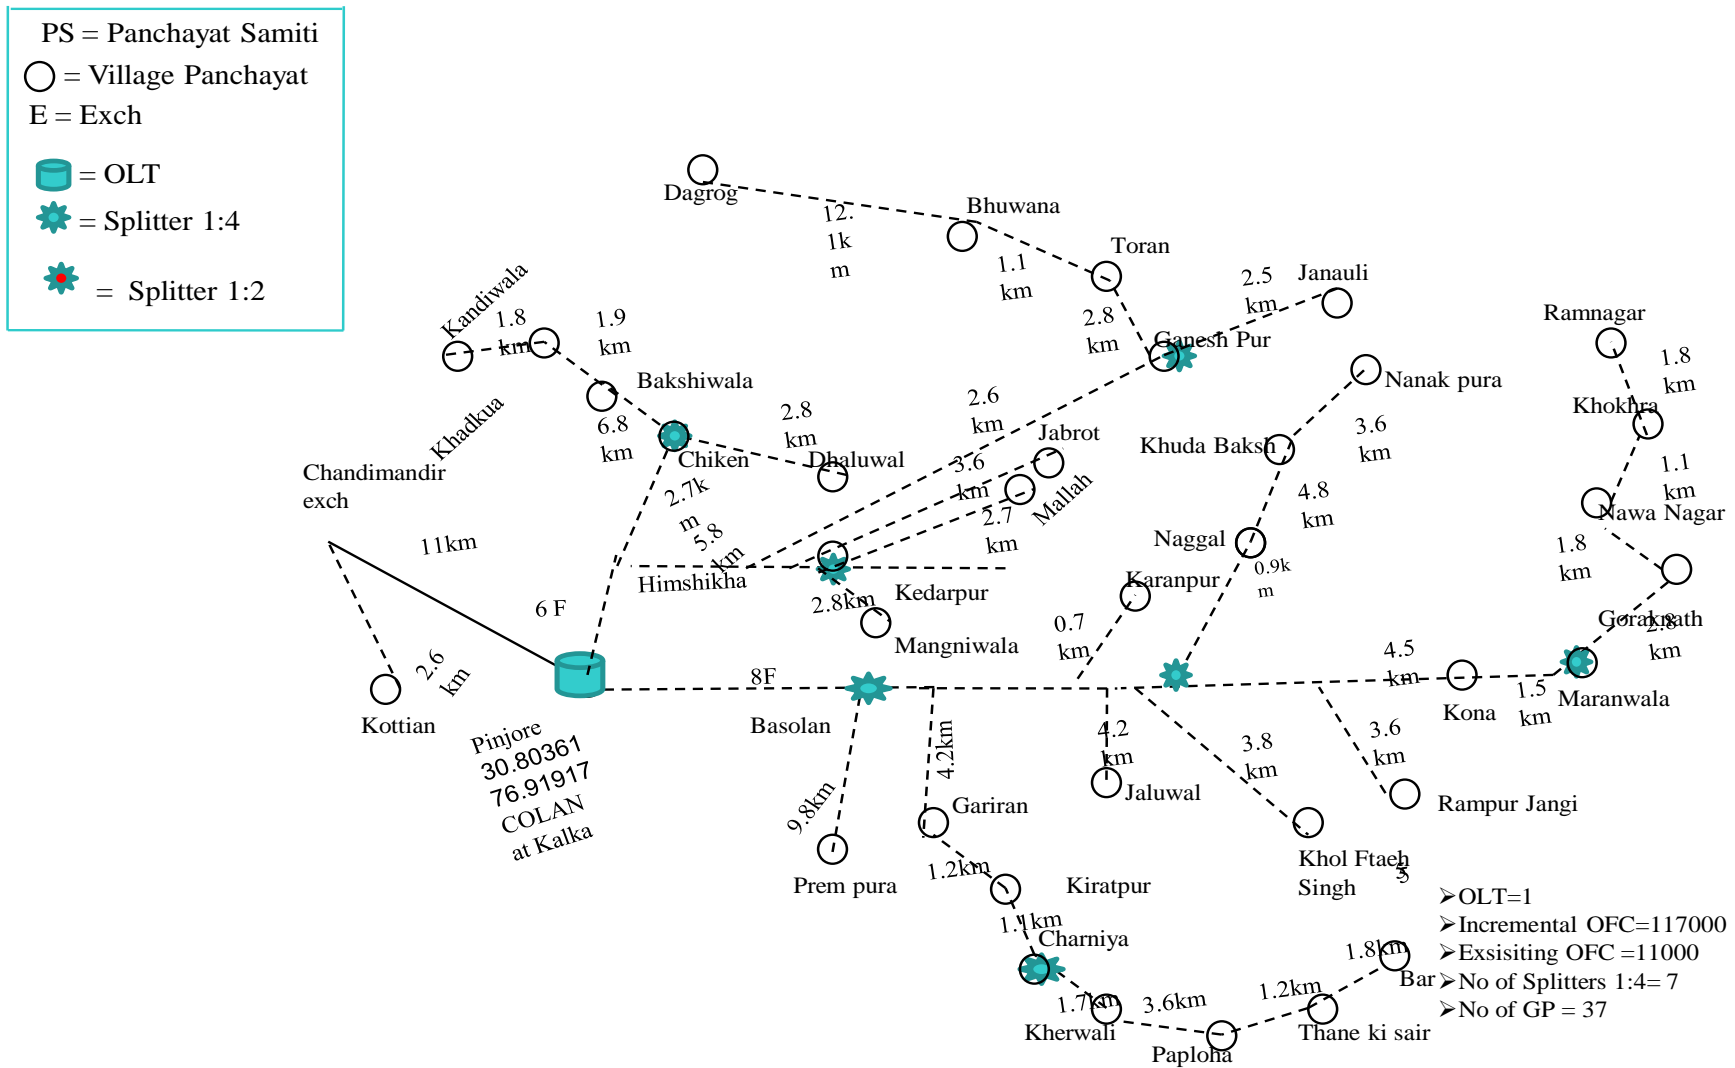 PS = Panchayat Samiti
= Village Panchayat
E = Exch
= OLT
= Splitter 1:4
= Splitter 1:2
Dagrog
12.
1k
m
Bhuwana
1.1
km
Toran
2.8
km
2.5
km
Janauli
Ganesh Pur
Kandiwala
1.8
km
1.9
km
Bakshiwala
6.8
km
Khadkua
2.8
km
Chiken
Dhaluwal
2.7k
m
5.8
km
2.6
km
Jabrot
3.6
km
Mallah
2.7
km
Nanak pura
Khuda Baksh
3.6
km
4.8
km
Naggal
0.9k
m
Karanpur
0.7
km
Ramnagar
1.8
km
Khokhra
1.1
km
Nawa Nagar
1.8
km
Goraknath
2.8
km
Maranwala
Chandimandir
exch
11km
6 F
2.6
km
Kottian
Himshikha
Kedarpur
2.8km
Mangniwala
8F
Basolan
4.5
km
Kona
1.5
km
Pinjore
30.80361
76.91917
COLAN
at Kalka
9.8km
Prem pura
4.2km
Gariran
1.2km
Kiratpur
1.1km
Charniya
1.7km
Kherwali
3.6km
Paploha
1.2km
Thane ki sair
1.8km
Bar
4.2
km
Jaluwal
3.8
km
Khol Ftaeh
Singh
3.6
km
Rampur Jangi
➢OLT=1
➢Incremental OFC=117000
➢Exsisiting OFC =11000
➢No of Splitters 1:4= 7
➢No of GP = 37